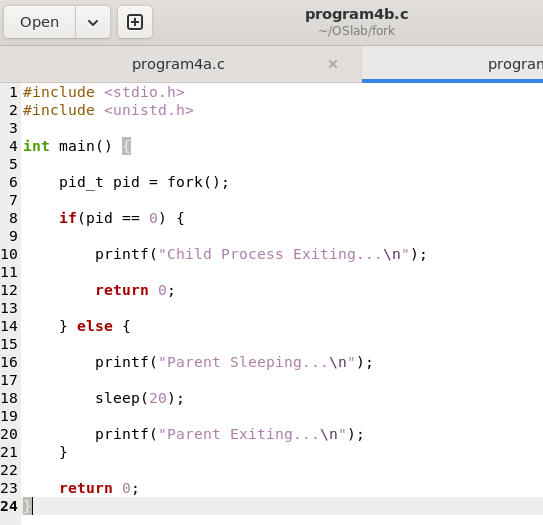 Open
program4b.c
~/OSlab/fork
program4a.c × program
1 #include <stdio.h>
2 #include <unistd.h>
3
4 int main() {
5
6     pid_t pid = fork();
7
8     if(pid == 0) {
9
10         printf("Child Process Exiting...\n");
11
12         return 0;
13
14     } else {
15
16         printf("Parent Sleeping...\n");
17
18         sleep(20);
19
20         printf("Parent Exiting...\n");
21     }
22
23     return 0;
24 }